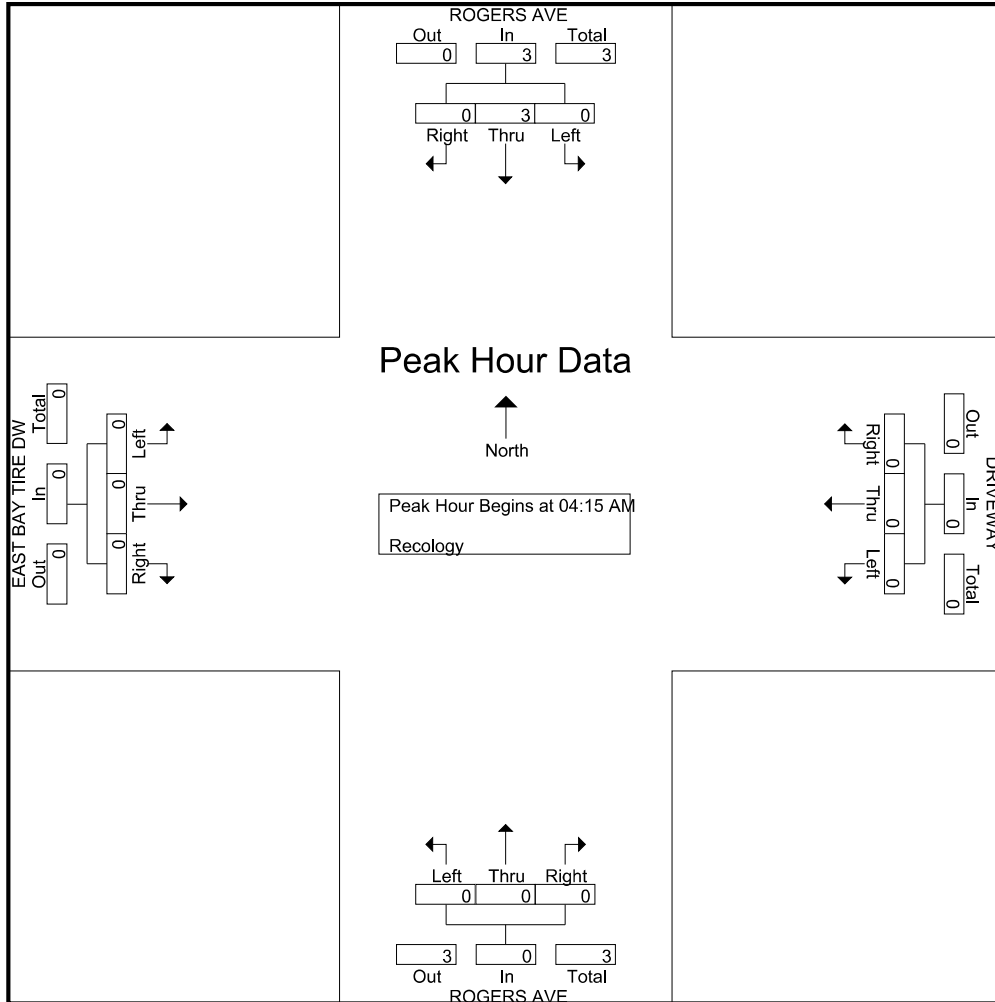 ROGERS AVE
Out In Total
0 3 3
0 3 0
Right Thru Left
Peak Hour Data
North
Peak Hour Begins at 04:15 AM
Recology
EAST BAY TIRE DW
Out In Total
0 0 0
0 0 0
Right Thru Left
DRIVEWAY
Out In Total
0 0 0
0 0 0
Right Thru Left
Left Thru Right
0 0 0
3 0 3
Out In Total
ROGERS AVE